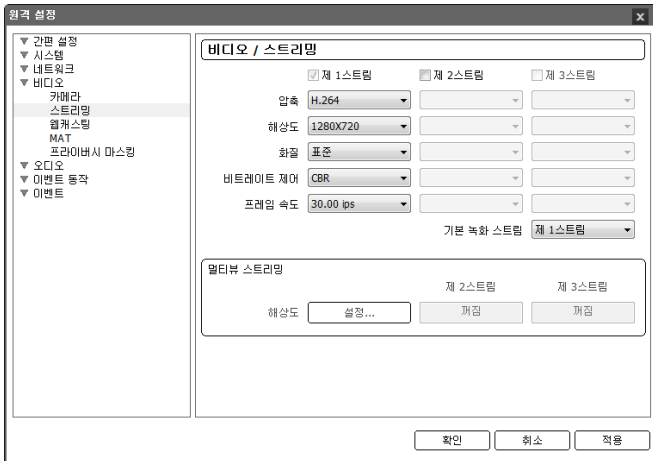 원격 설정
x
간편 설정
시스템
네트워크
비디오
카메라
스트리밍
웹캐스팅
MAT
프라이버시 마스킹
오디오
이벤트 동작
이벤트
비디오 / 스트리밍
제 1스트림 제 2스트림 제 3스트림
압축 H.264
해상도 1280X720
화질 표준
비트레이트 제어 CBR
프레임 속도 30.00 ips
기본 녹화 스트림 제 1스트림
멀티뷰 스트리밍
제 2스트림 제 3스트림
해상도 설정... 꺼짐 꺼짐
확인 취소 적용